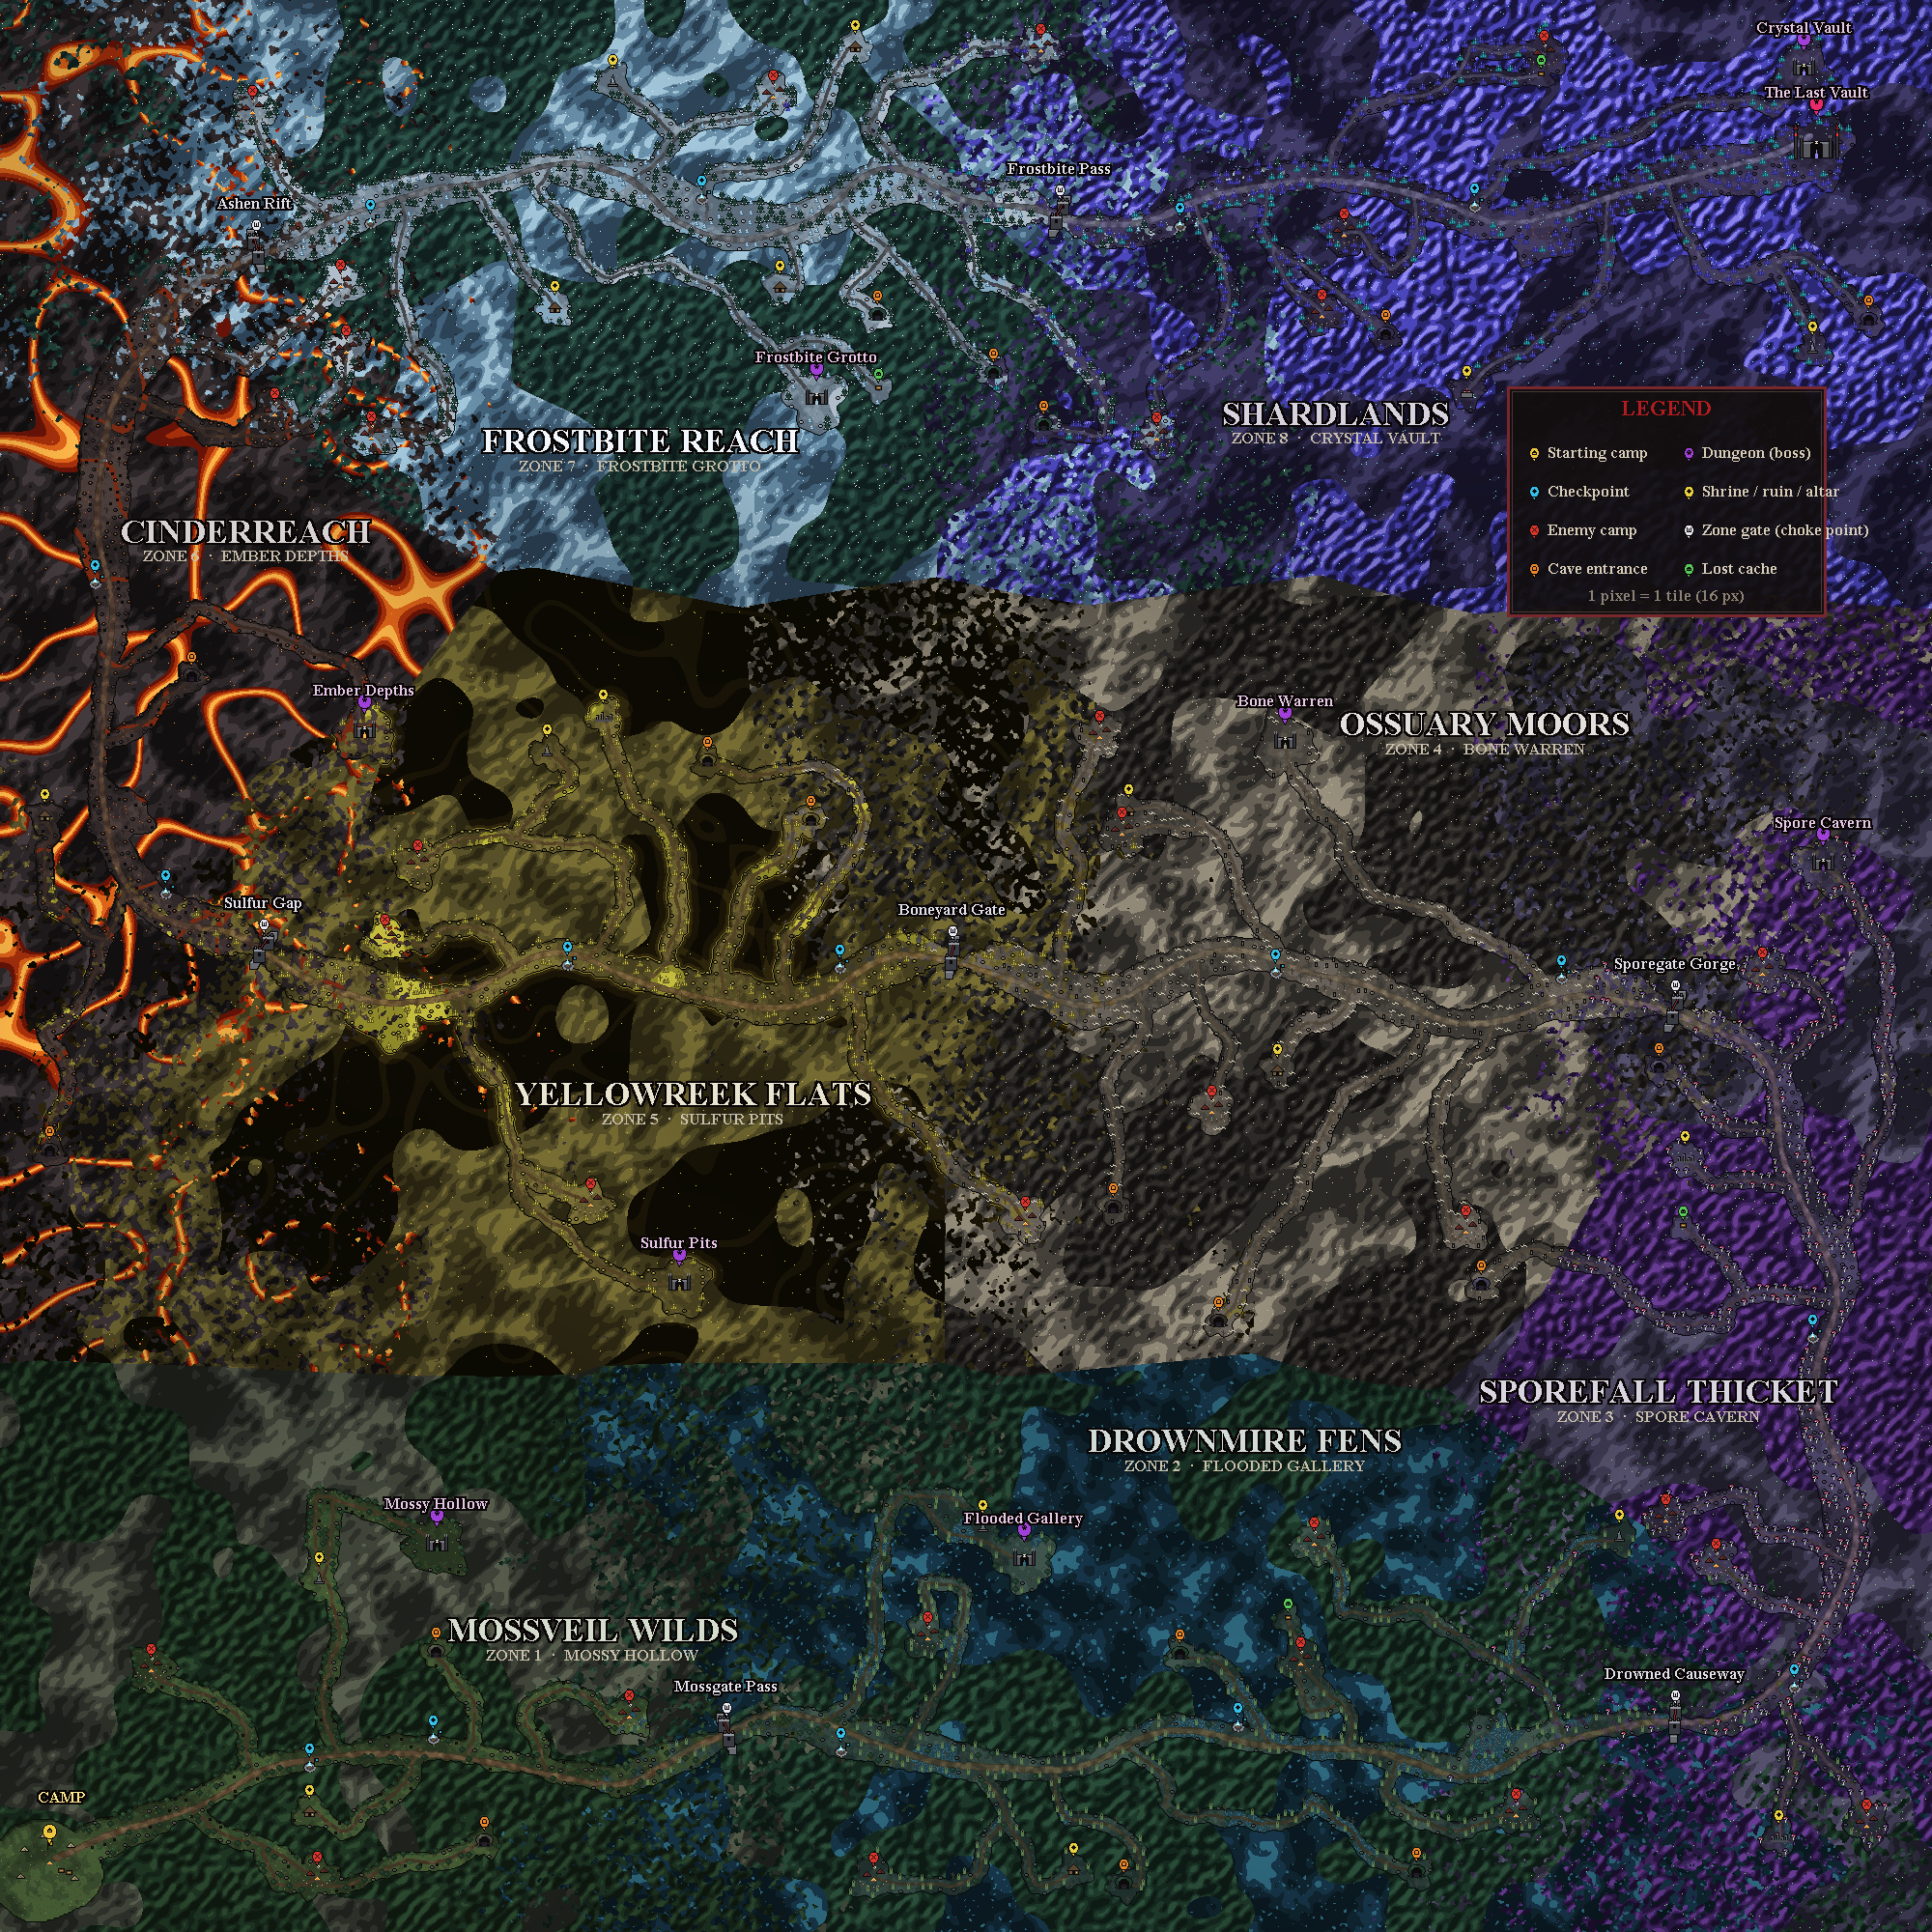 Crystal Vault
The Last Vault
Frostbite Pass
Ashen Rift
Frostbite Grotto
FROSTBITE REACH
ZONE 7 · FROSTBITE GROTTO
SHARDLANDS
ZONE 8 · CRYSTAL VAULT
LEGEND
Starting camp
Dungeon (boss)
Checkpoint
Shrine / ruin / altar
Enemy camp
Zone gate (choke point)
Cave entrance
Lost cache
1 pixel = 1 tile (16 px)
CINDERREACH
ZONE 6 · EMBER DEPTHS
Ember Depths
Bone Warren
OSSUARY MOORS
ZONE 4 · BONE WARREN
Spore Cavern
Sulfur Gap
Boneyard Gate
Sporegate Gorge
YELLOWREEK FLATS
ZONE 5 · SULFUR PITS
Sulfur Pits
SPOREFALL THICKET
ZONE 3 · SPORE CAVERN
DROWNMIRE FENS
ZONE 2 · FLOODED GALLERY
Mossy Hollow
Flooded Gallery
MOSSVEIL WILDS
ZONE 1 · MOSSY HOLLOW
Mossgate Pass
Drowned Causeway
CAMP